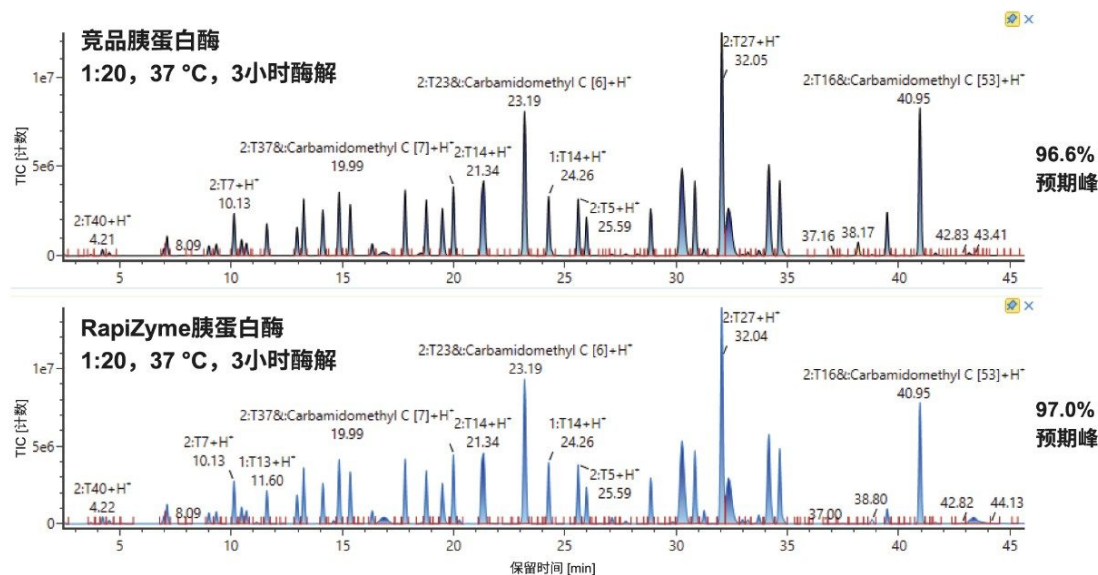 竞品胰蛋白酶
1:20，37 °C，3小时酶解
TIC [计数]
1e7
5e6
0
2:T40+H⁺
4.21
8.09
2:T7+H⁺
10.13
2:T37&:Carbamidomethyl C [7]+H⁺
19.99
2:T14+H⁺
21.34
2:T23&:Carbamidomethyl C [6]+H⁺
23.19
1:T14+H⁺
24.26
2:T5+H⁺
25.59
2:T27+H⁺
32.05
2:T16&:Carbamidomethyl C [53]+H⁺
40.95
37.16
38.17
42.83
43.41
5
10
15
20
25
30
35
40
45
96.6%
预期峰
RapiZyme胰蛋白酶
1:20，37 °C，3小时酶解
TIC [计数]
1e7
5e6
0
2:T40+H⁺
4.22
8.09
2:T7+H⁺
10.13
1:T13+H⁺
11.60
2:T37&:Carbamidomethyl C [7]+H⁺
19.99
2:T14+H⁺
21.34
2:T23&:Carbamidomethyl C [6]+H⁺
23.19
1:T14+H⁺
24.26
2:T5+H⁺
25.59
2:T27+H⁺
32.04
2:T16&:Carbamidomethyl C [53]+H⁺
40.95
37.00
38.80
42.82
44.13
5
10
15
20
25
30
35
40
45
97.0%
预期峰
保留时间 [min]